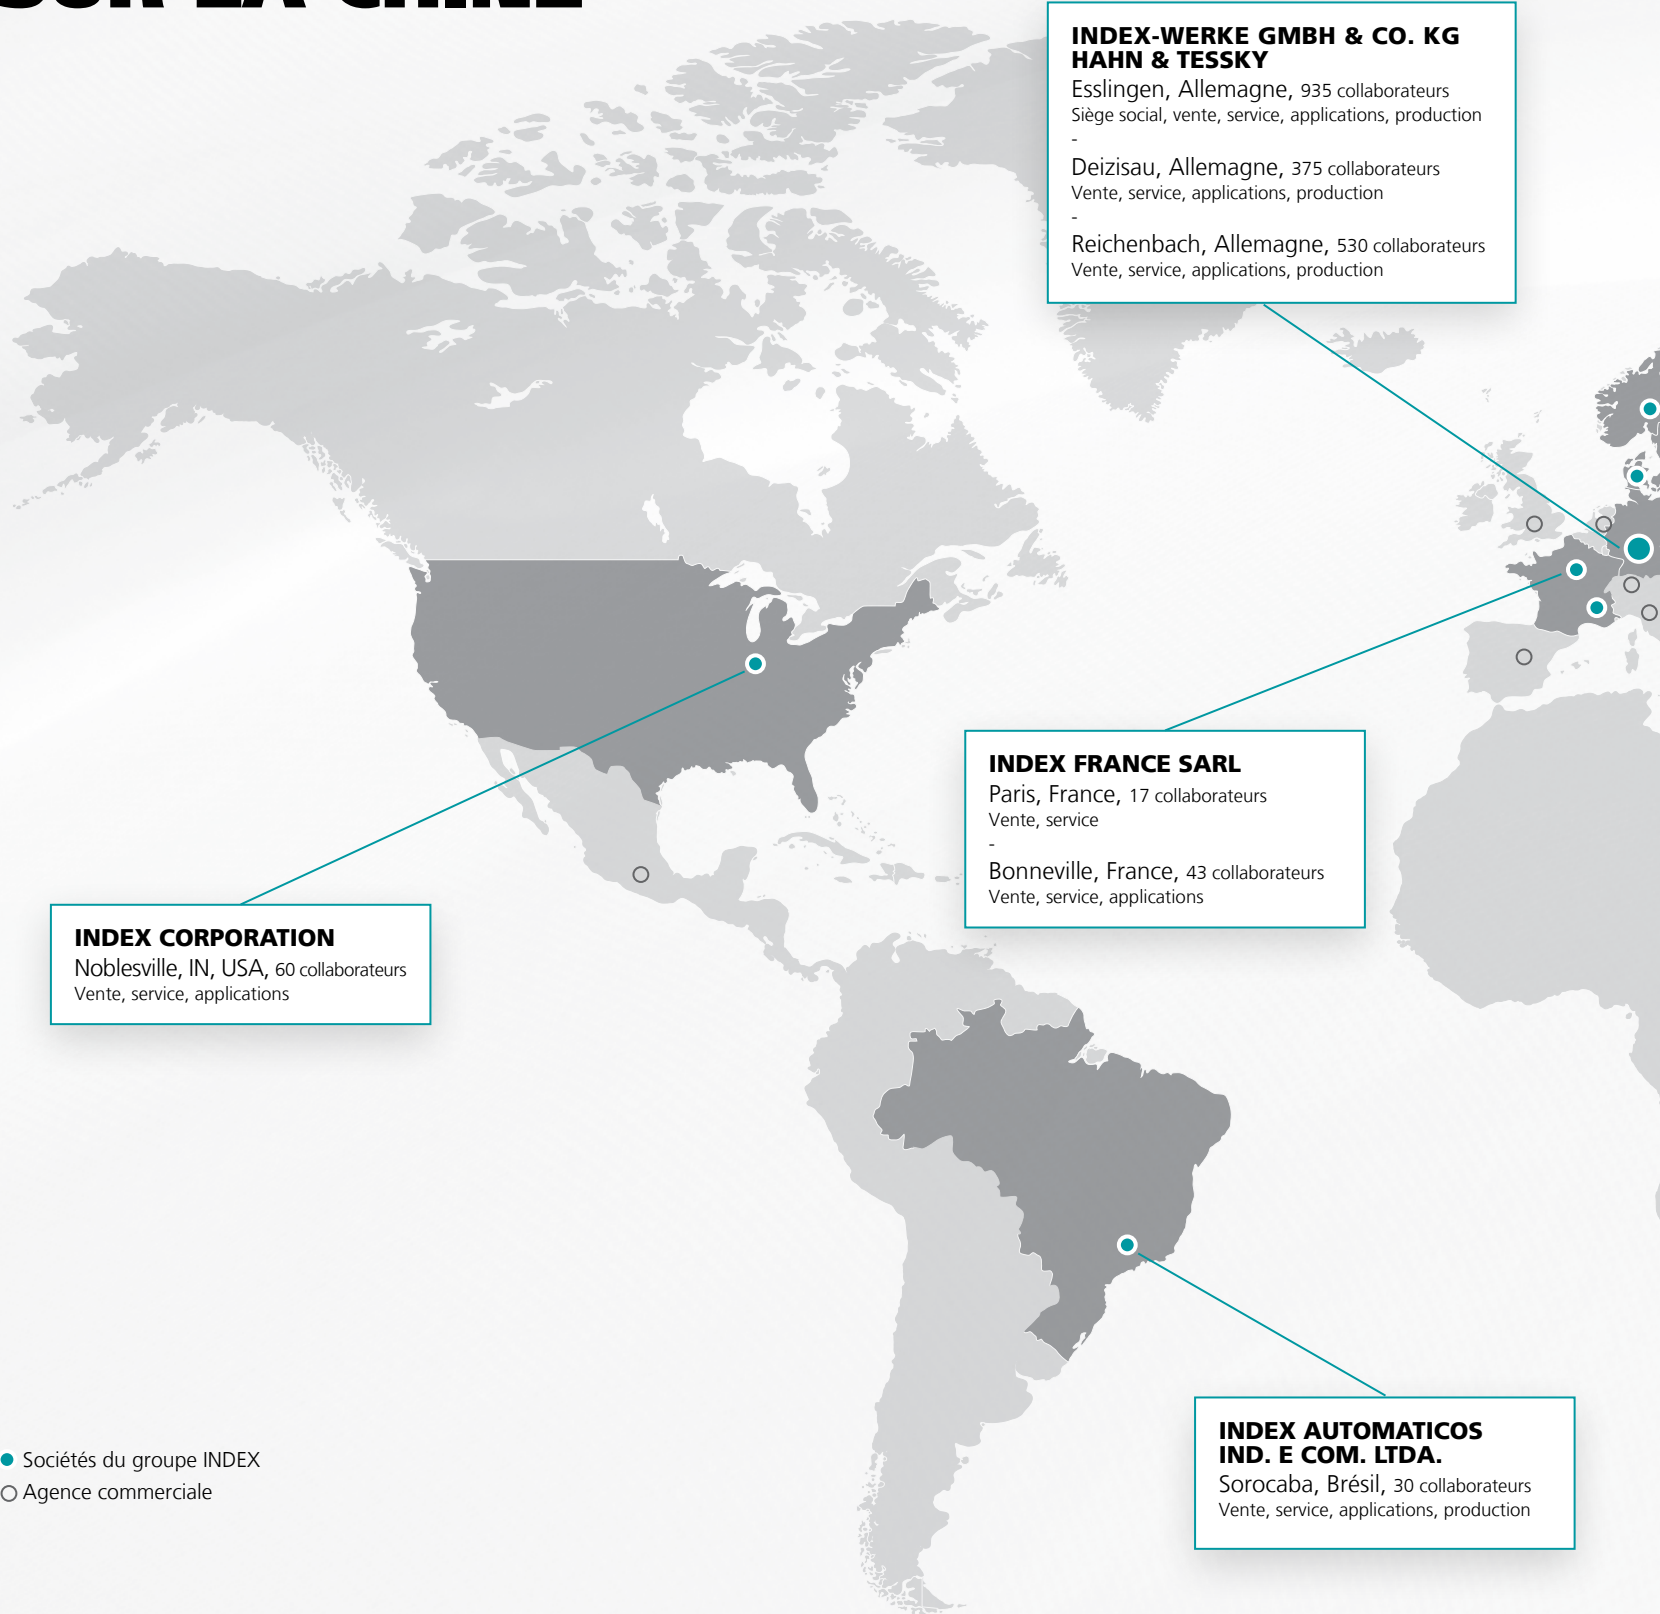 SUR LA CHINE
INDEX-WERKE GMBH & CO. KG
HAHN & TESSKY
Esslingen, Allemagne, 935 collaborateurs
Siège social, vente, service, applications, production
-
Deizisau, Allemagne, 375 collaborateurs
Vente, service, applications, production
-
Reichenbach, Allemagne, 530 collaborateurs
Vente, service, applications, production
INDEX FRANCE SARL
Paris, France, 17 collaborateurs
Vente, service
-
Bonneville, France, 43 collaborateurs
Vente, service, applications
INDEX CORPORATION
Noblesville, IN, USA, 60 collaborateurs
Vente, service, applications
INDEX AUTOMATICOS
IND. E COM. LTDA.
Sorocaba, Brésil, 30 collaborateurs
Vente, service, applications, production
Sociétés du groupe INDEX
Agence commerciale